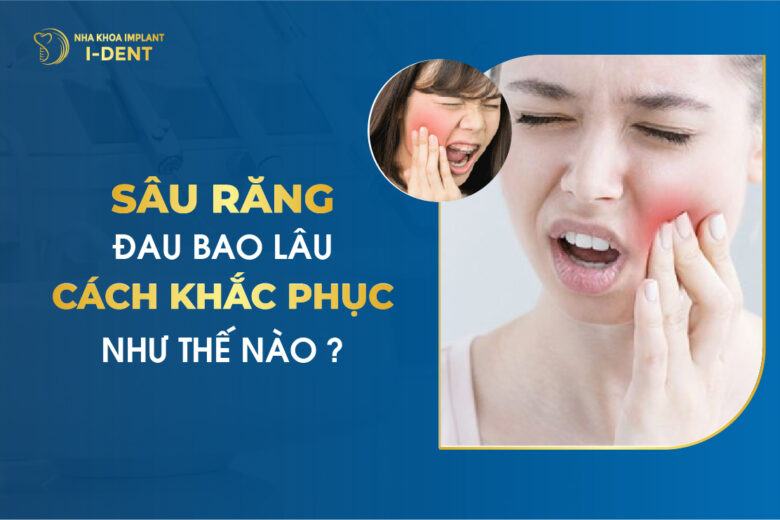 NHA KHOA IMPLANT
I-DENT
SÂU RĂNG
ĐAU BAO LÂU
CÁCH KHẮC PHỤC
NHƯ THẾ NÀO ?